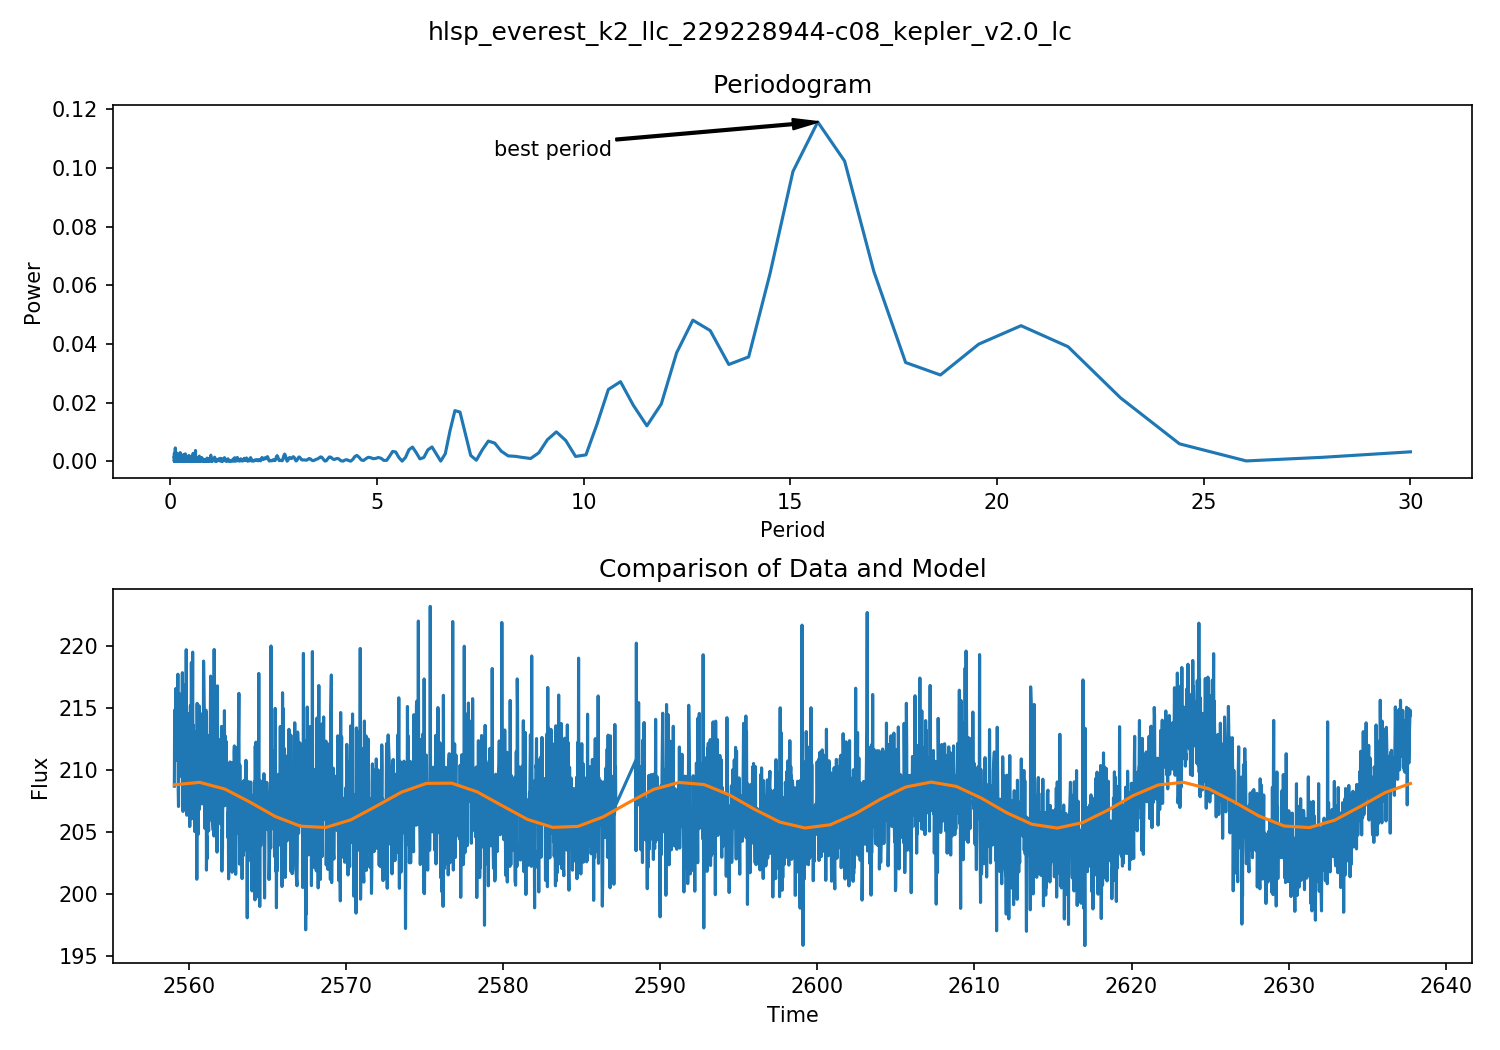 hlsp_everest_k2_llc_229228944-c08_kepler_v2.0_lc
Periodogram
0.12
0.10
0.08
0.06
0.04
0.02
0.00
Power
best period
0 5 10 15 20 25 30
Period
Comparison of Data and Model
220
215
210
205
200
195
Flux
2560 2570 2580 2590 2600 2610 2620 2630 2640
Time